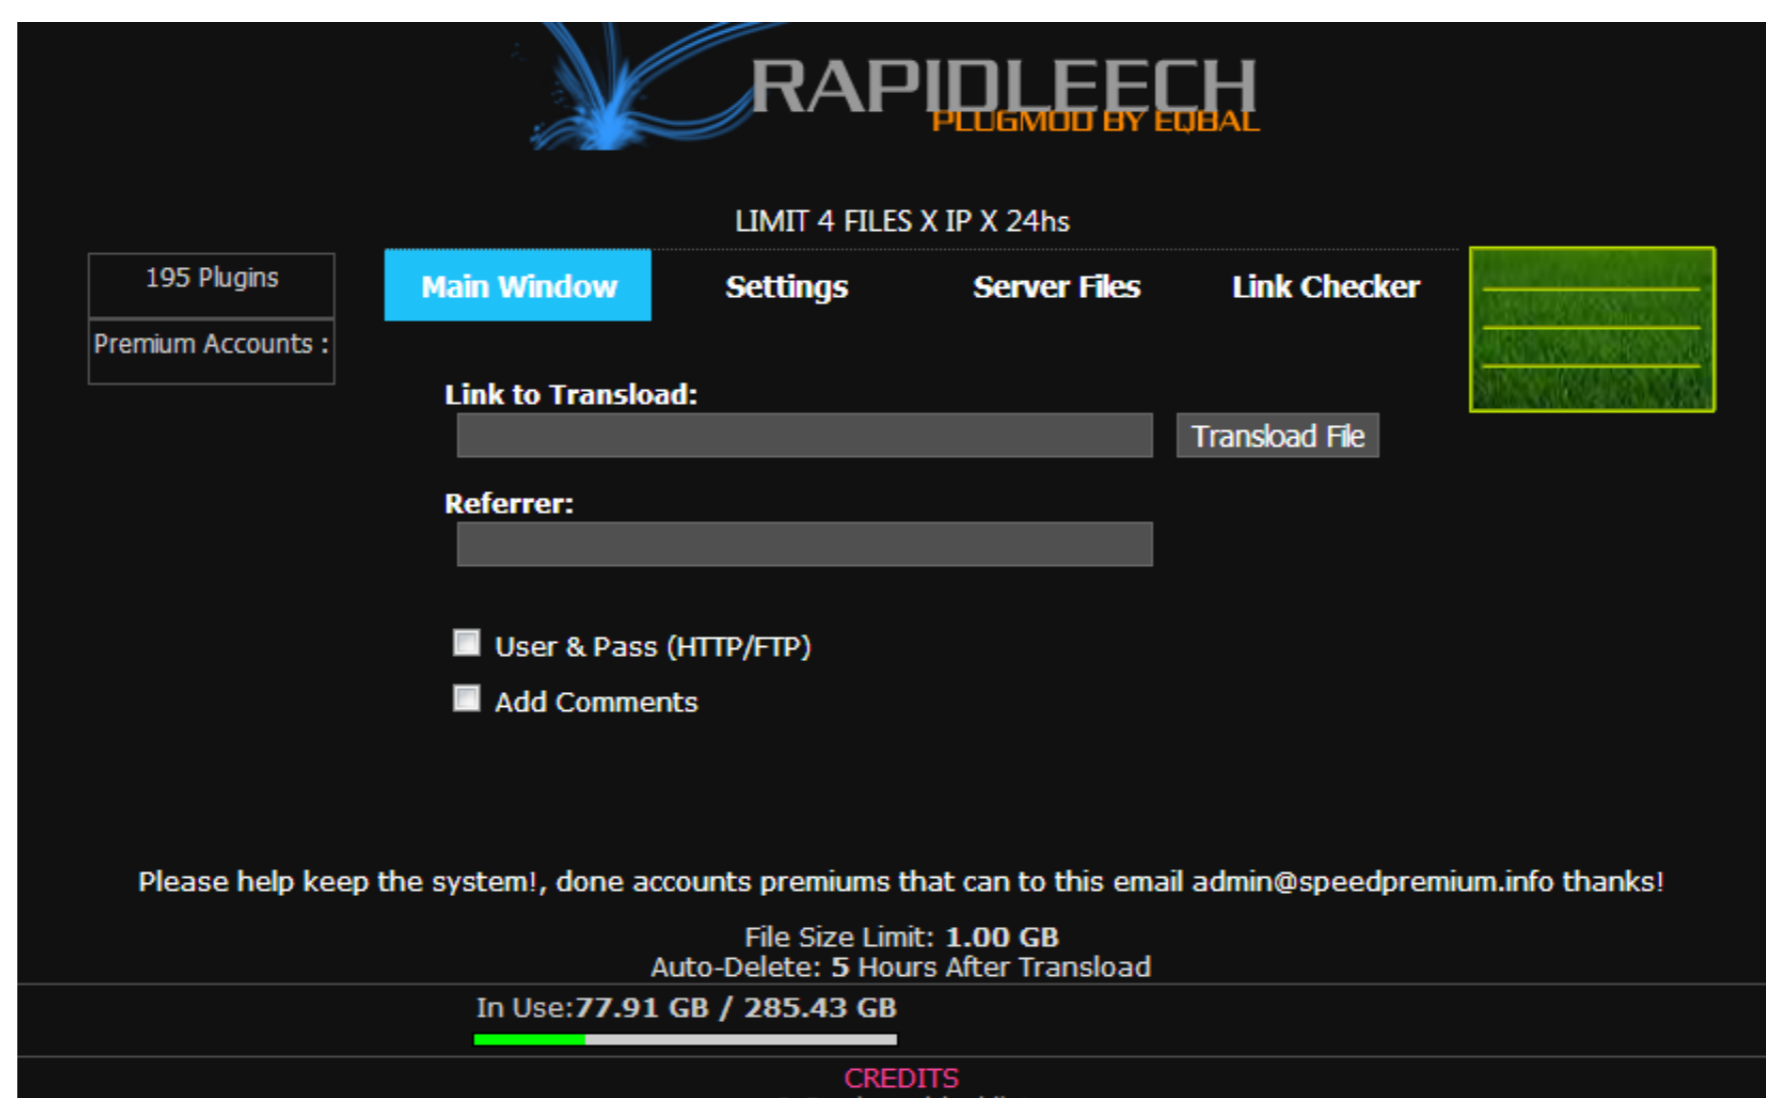 RAPIDLEECH
PLUGMOD BY EQBAL
LIMIT 4 FILES X IP X 24hs
195 Plugins
Premium Accounts :
Main Window
Settings
Server Files
Link Checker
Link to Transload:
Transload File
Referrer:
User & Pass (HTTP/FTP)
Add Comments
Please help keep the system!, done accounts premiums that can to this email admin@speedpremium.info thanks!
File Size Limit: 1.00 GB
Auto-Delete: 5 Hours After Transload
In Use:77.91 GB / 285.43 GB
CREDITS